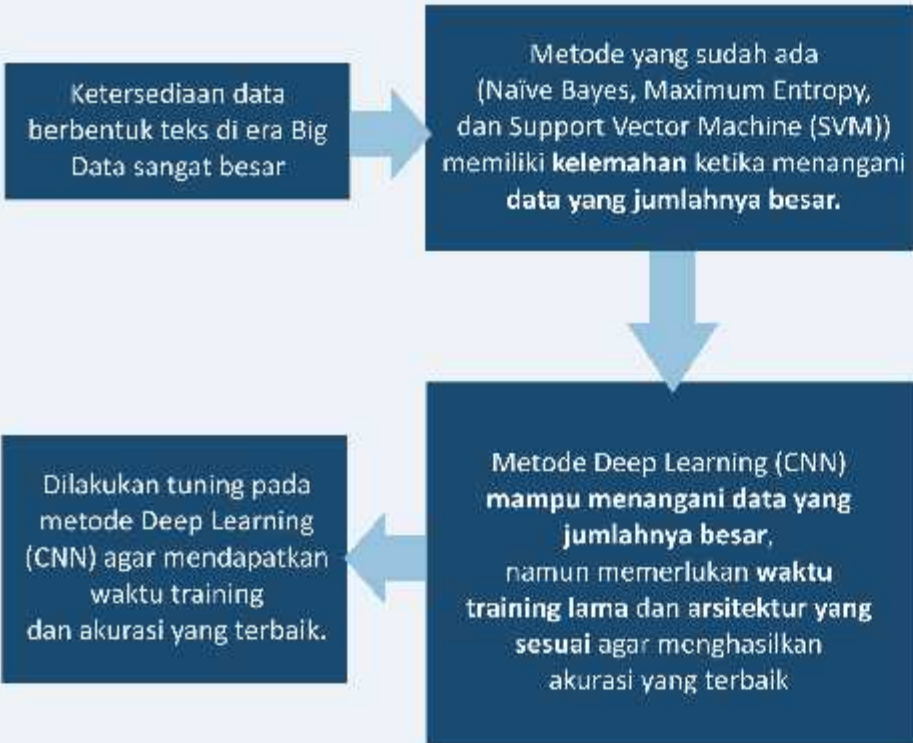 Ketersediaan data
berbentuk teks di era Big
Data sangat besar
Metode yang sudah ada
(Naïve Bayes, Maximum Entropy,
dan Support Vector Machine (SVM))
memiliki kelemahan ketika menangani
data yang jumlahnya besar.
Metode Deep Learning (CNN)
mampu menangani data yang
jumlahnya besar,
namun memerlukan waktu
training lama dan arsitektur yang
sesuai agar menghasilkan
akurasi yang terbaik
Dilakukan tuning pada
metode Deep Learning
(CNN) agar mendapatkan
waktu training
dan akurasi yang terbaik.